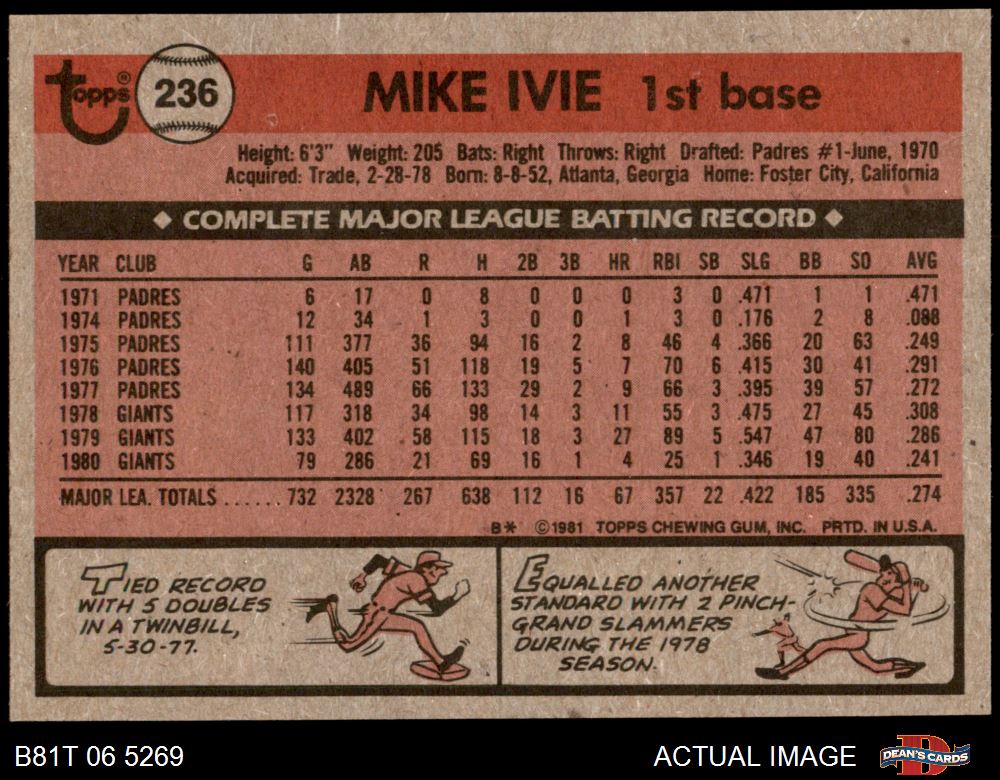 Topps® 236 MIKE IVIE 1st base
Height: 6'3" Weight: 205 Bats: Right Throws: Right Drafted: Padres #1-June, 1970
Acquired: Trade, 2-28-78 Born: 8-8-52, Atlanta, Georgia Home: Foster City, California
◆ COMPLETE MAJOR LEAGUE BATTING RECORD ◆
YEAR CLUB G AB R H 2B 3B HR RBI SB SLG BB SO AVG
1971 PADRES 6 17 0 8 0 0 0 3 0 .471 1 1 .471
1974 PADRES 12 34 1 3 0 0 1 3 0 .176 2 8 .088
1975 PADRES 111 377 36 94 16 2 8 46 4 .366 20 63 .249
1976 PADRES 140 405 51 118 19 5 7 70 6 .415 30 41 .291
1977 PADRES 134 489 66 133 29 2 9 66 3 .395 39 57 .272
1978 GIANTS 117 318 34 98 14 3 11 55 3 .475 27 45 .308
1979 GIANTS 133 402 58 115 18 3 27 89 5 .547 47 80 .286
1980 GIANTS 79 286 21 69 16 1 4 25 1 .346 19 40 .241
MAJOR LEA. TOTALS ...... 732 2328 267 638 112 16 67 357 22 .422 185 335 .274
B* ©1981 TOPPS CHEWING GUM, INC. PRTD. IN U.S.A.
TIED RECORD
WITH 5 DOUBLES
IN A TWINBILL,
5-30-77.
EQUALLED ANOTHER
STANDARD WITH 2 PINCH-
GRAND SLAMMERS
DURING THE 1978
SEASON.
B81T 06 5269 ACTUAL IMAGE DEAN'S CARDS